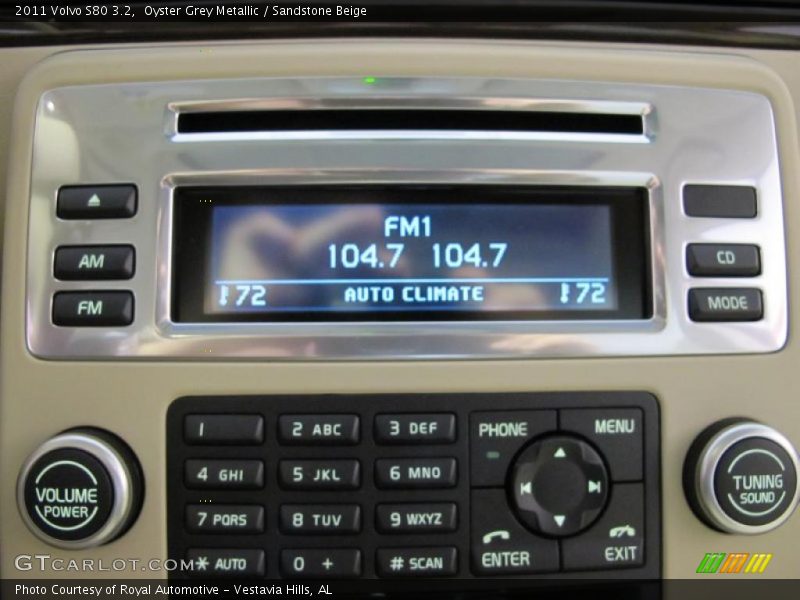 2011 Volvo S80 3.2,  Oyster Grey Metallic / Sandstone Beige
FM1
104.7 104.7
72 AUTO CLIMATE 72
AM
FM
CD
MODE
VOLUME
POWER
1 2 ABC 3 DEF
4 GHI 5 JKL 6 MNO
7 PQRS 8 TUV 9 WXYZ
* AUTO 0 + # SCAN
PHONE MENU
ENTER EXIT
TUNING
SOUND
GTCARLOT.COM
Photo Courtesy of Royal Automotive - Vestavia Hills, AL